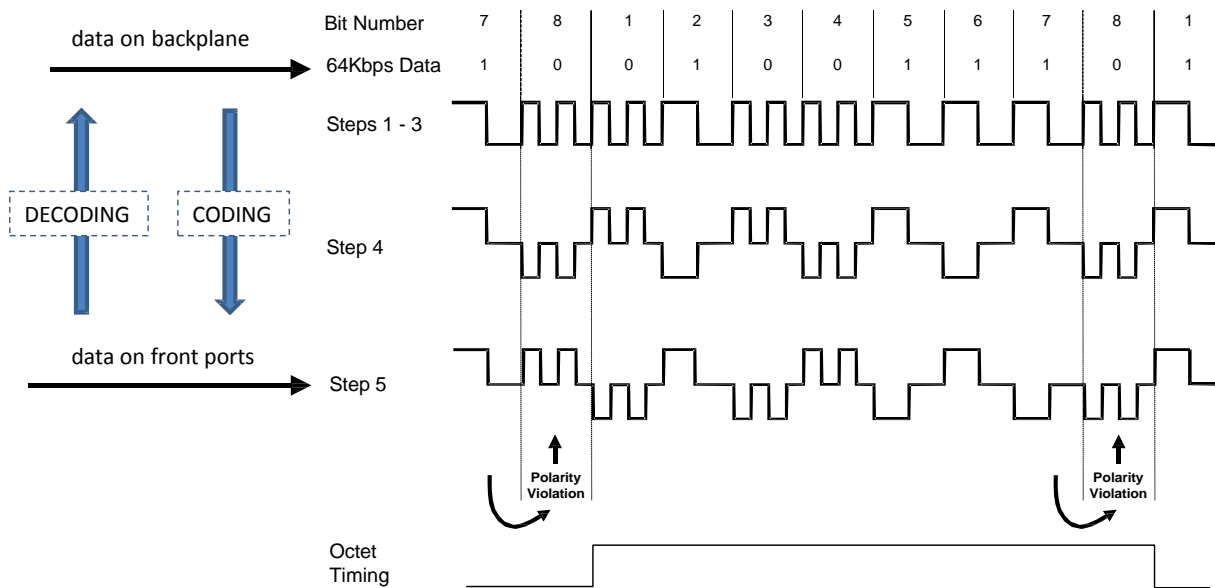 data on backplane
DECODING
CODING
data on front ports
Bit Number 7 8 1 2 3 4 5 6 7 8 1
64Kbps Data 1 0 0 1 0 0 1 1 1 0 1
Steps 1 - 3
Step 4
Step 5
Polarity
Violation
Polarity
Violation
Octet
Timing